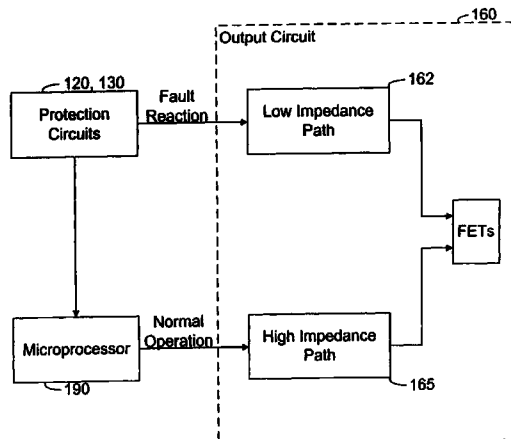 160
Output Circuit
120, 130
Protection
Circuits
Fault
Reaction
162
Low Impedance
Path
FETs
Microprocessor
190
Normal
Operation
High Impedance
Path
165